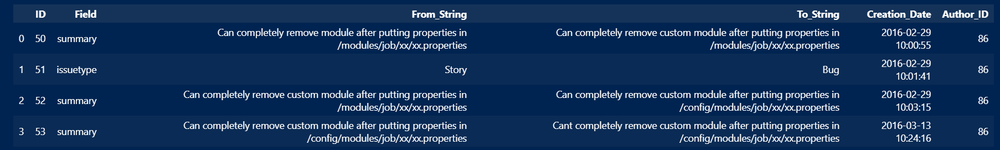 ID Field From_String To_String Creation_Date Author_ID
0 50 summary Can completely remove module after putting properties in Can completely remove custom module after putting properties in 2016-02-29 86
/modules/job/xx/xx.properties /modules/job/xx/xx.properties 10:00:55
1 51 issuetype Story Bug 2016-02-29 86
10:01:41
2 52 summary Can completely remove custom module after putting properties in Can completely remove custom module after putting properties in 2016-02-29 86
/modules/job/xx/xx.properties /config/modules/job/xx/xx.properties 10:03:15
3 53 summary Can completely remove custom module after putting properties in Cant completely remove custom module after putting properties in 2016-03-13 86
/config/modules/job/xx/xx.properties /config/modules/job/xx/xx.properties 10:24:16